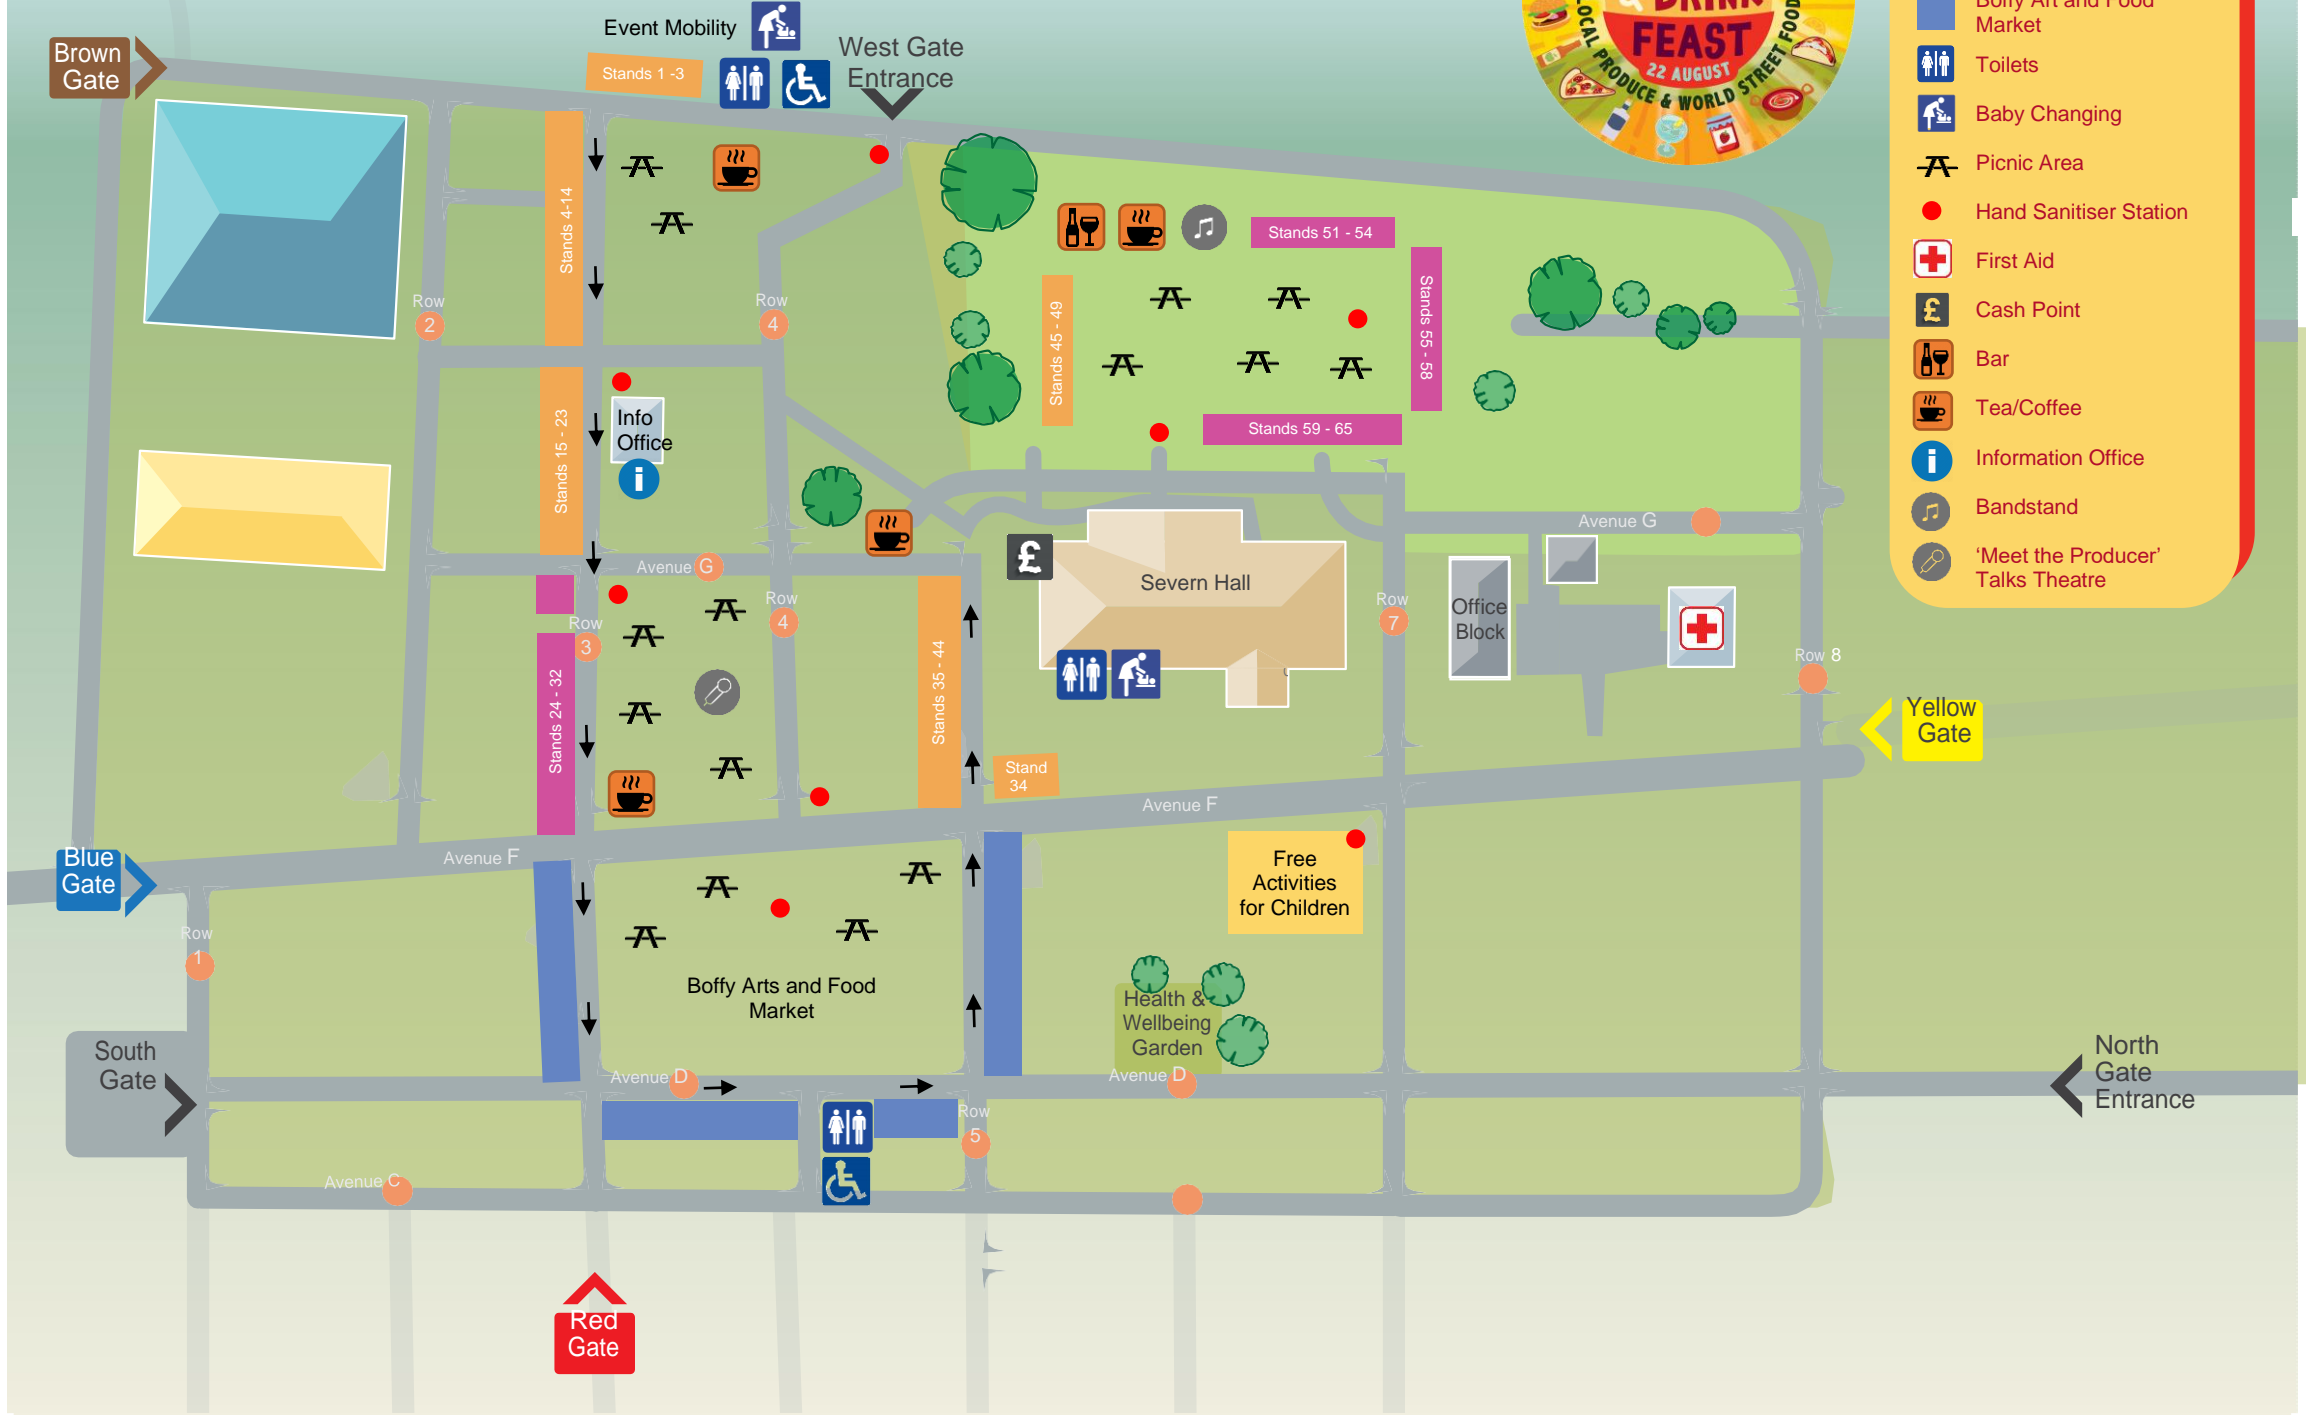 Brown
Gate
Event Mobility
Stands 1 -3
West Gate
Entrance
DRINK
FEAST
22 AUGUST
LOCAL PRODUCE & WORLD STREET FOOD
Boffy Art and Food
Market
Toilets
Baby Changing
Picnic Area
Hand Sanitiser Station
First Aid
£
Cash Point
Bar
Tea/Coffee
i
Information Office
Bandstand
‘Meet the Producer’
Talks Theatre
Stands 4-14
Row
2
Row
4
Stands 51 - 54
Stands 45 - 49
Stands 55 - 58
Stands 59 - 65
Stands 15 - 23
Info
Office
i
Avenue G
Avenue G
£
Severn Hall
Row
3
Row
4
Row
7
Office
Block
Row 8
Stands 24 - 32
Stands 35 - 44
Stand
34
Yellow
Gate
Avenue F
Avenue F
Blue
Gate
Free
Activities
for Children
Row
1
Boffy Arts and Food
Market
Health &
Wellbeing
Garden
South
Gate
Avenue D
Avenue D
North
Gate
Entrance
Row
5
Avenue C
Red
Gate